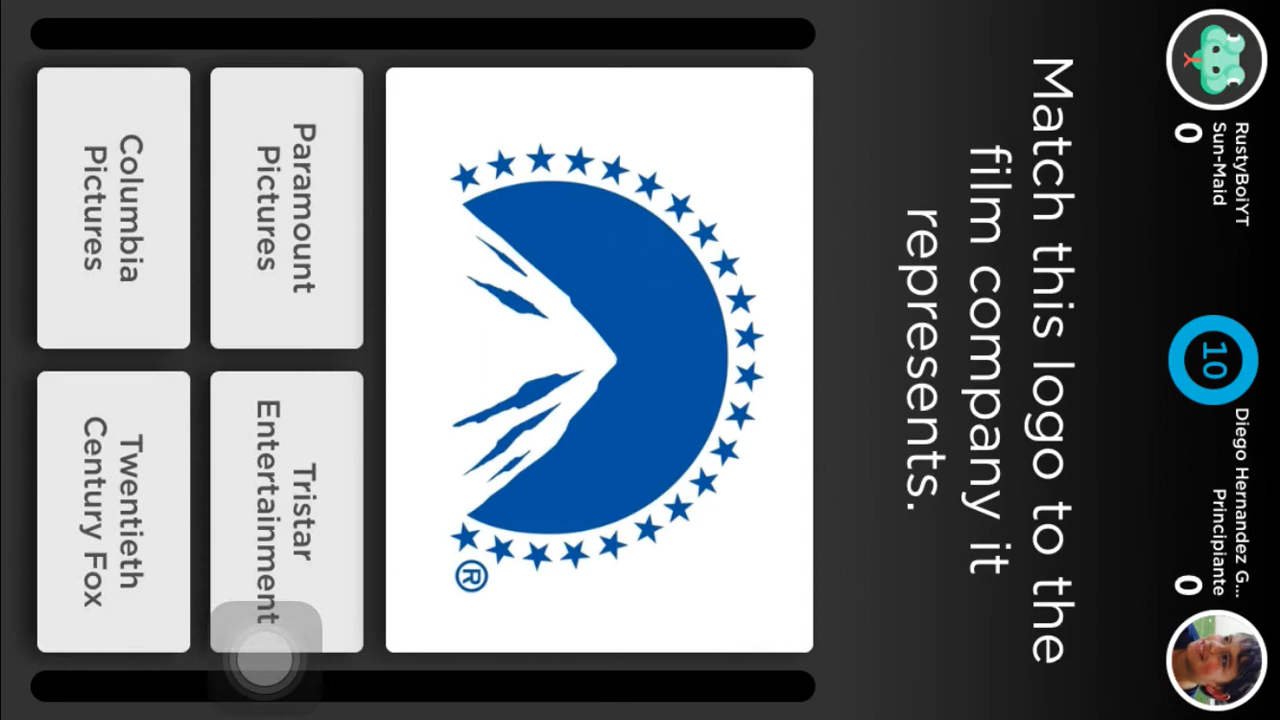 RustyBoiYT
Sun-Maid
0
10
Diego Hernandez G...
Principiante
0
Match this logo to the
film company it
represents.
®
Paramount
Pictures
Tristar
Entertainment
Columbia
Pictures
Twentieth
Century Fox